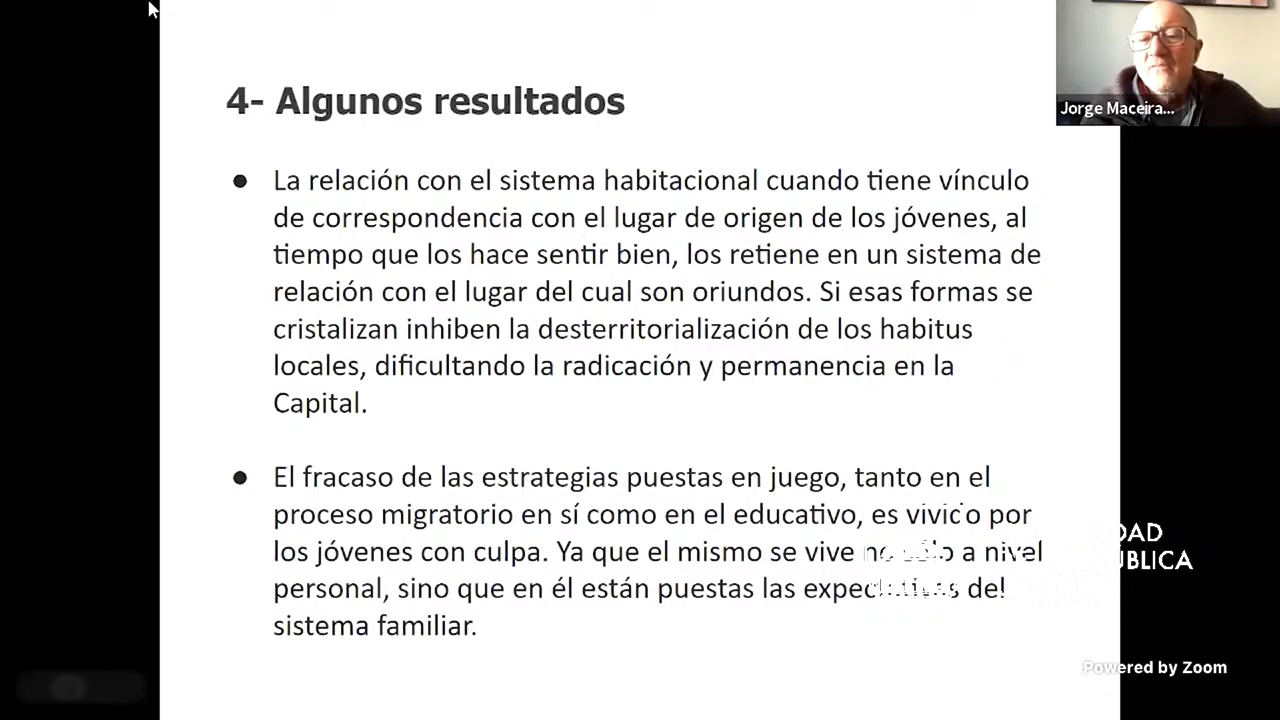 4- Algunos resultados
Jorge Maceira...
● La relación con el sistema habitacional cuando tiene vínculo
de correspondencia con el lugar de origen de los jóvenes, al
tiempo que los hace sentir bien, los retiene en un sistema de
relación con el lugar del cual son oriundos. Si esas formas se
cristalizan inhiben la desterritorialización de los habitus
locales, dificultando la radicación y permanencia en la
Capital.
● El fracaso de las estrategias puestas en juego, tanto en el
proceso migratorio en sí como en el educativo, es vivido por
los jóvenes con culpa. Ya que el mismo se vive no sólo a nivel
personal, sino que en él están puestas las expectativas del
sistema familiar.
DAD
ÚBLICA
Powered by Zoom